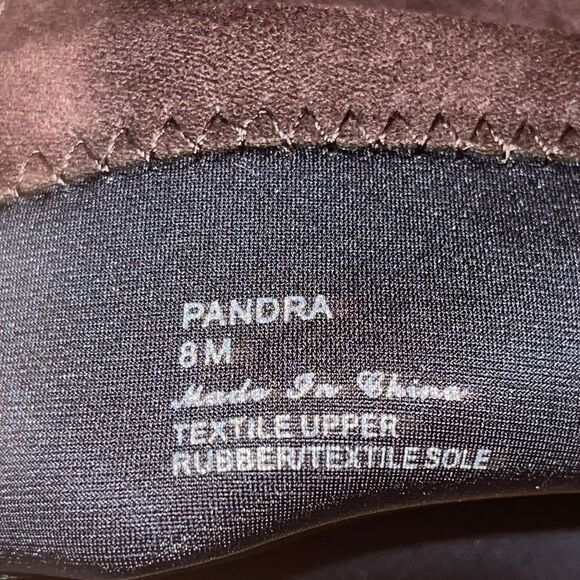 PANDRA
8 M
Made In China
TEXTILE UPPER
RUBBER/TEXTILE SOLE